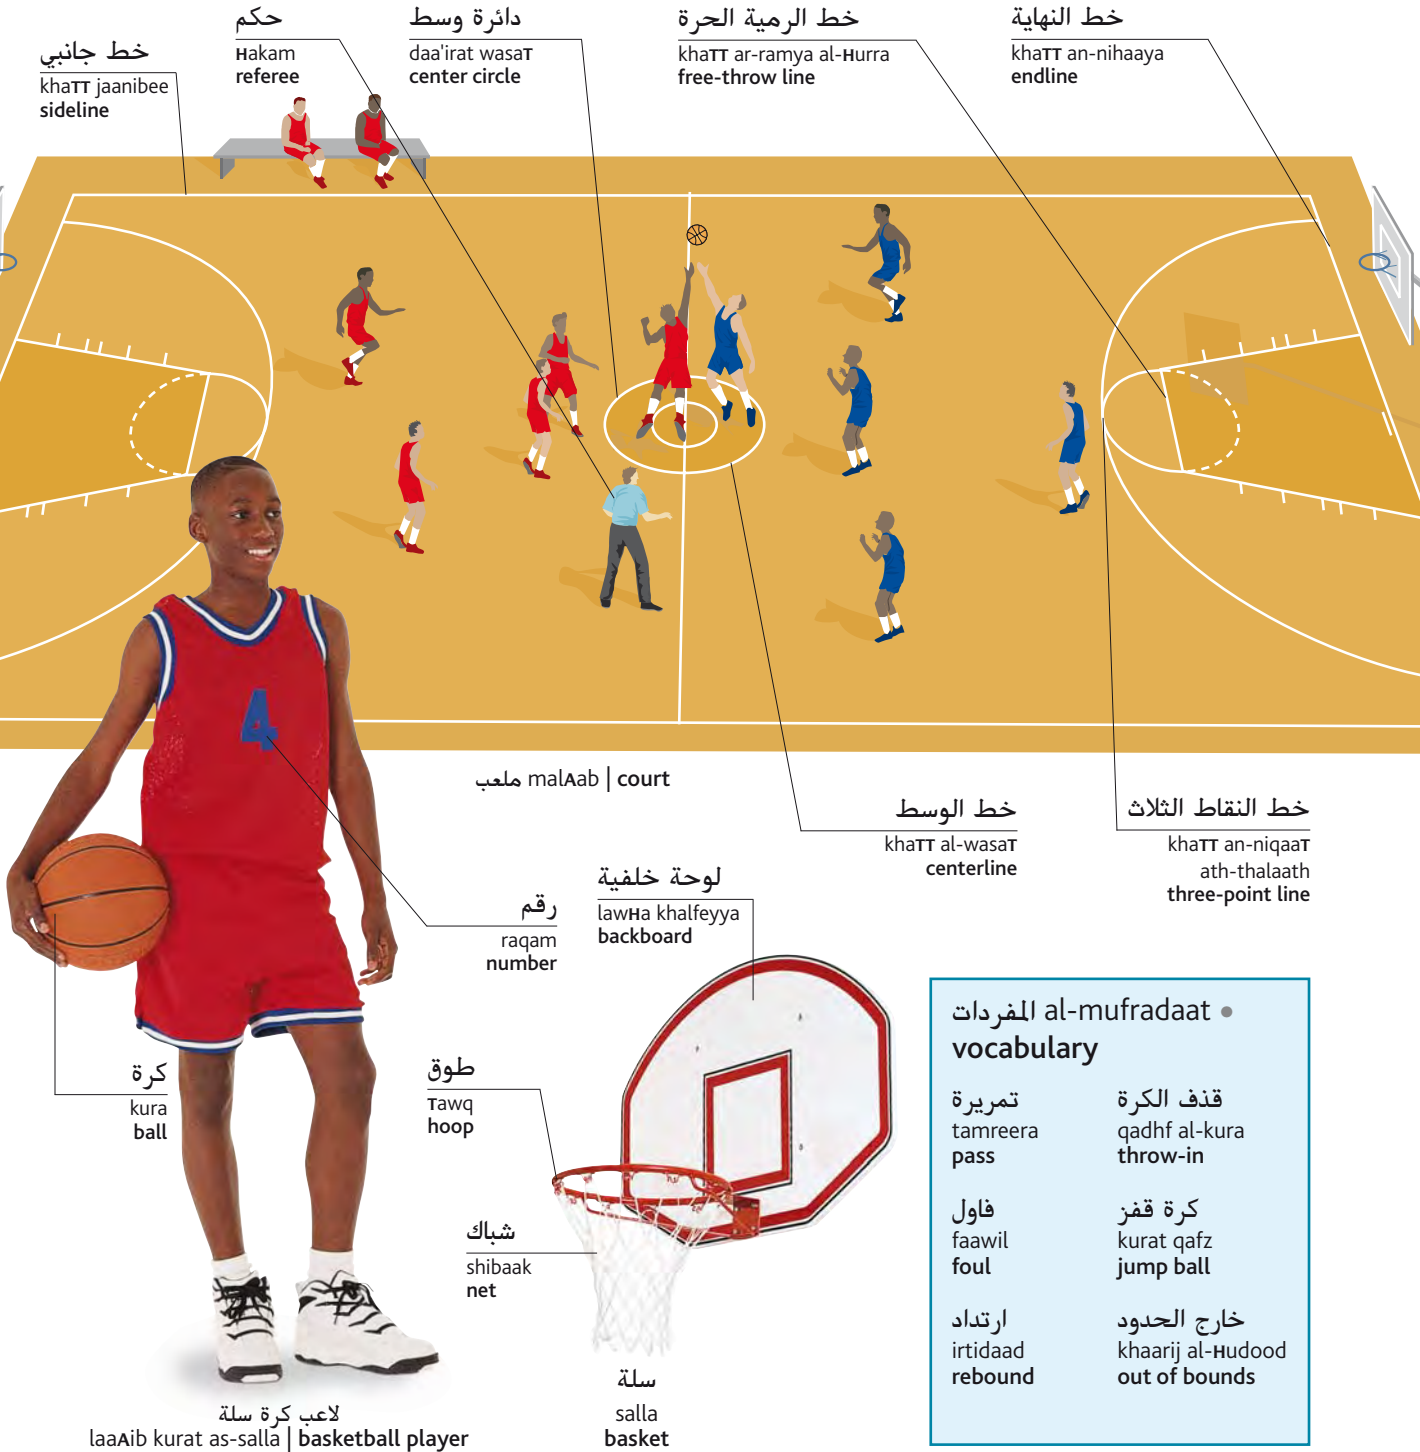 خط جانبي
khaTT jaanibee
sideline
حكم
Hakam
referee
دائرة وسط
daa'irat wasaT
center circle
خط الرمية الحرة
khaTT ar-ramya al-Hurra
free-throw line
خط النهاية
khaTT an-nihaaya
endline
4
ملعب malAab | court
خط الوسط
khaTT al-wasaT
centerline
خط النقاط الثلاث
khaTT an-niqaaT
ath-thalaath
three-point line
رقم
raqam
number
لوحة خلفية
lawHa khalfeyya
backboard
كرة
kura
ball
طوق
Tawq
hoop
شباك
shibaak
net
سلة
salla
basket
لاعب كرة سلة
laaAib kurat as-salla | basketball player
المفردات al-mufradaat •
vocabulary
تمريرة
tamreera
pass
فاول
faawil
foul
ارتداد
irtidaad
rebound
قذف الكرة
qadhf al-kura
throw-in
كرة قفز
kurat qafz
jump ball
خارج الحدود
khaarij al-Hudood
out of bounds